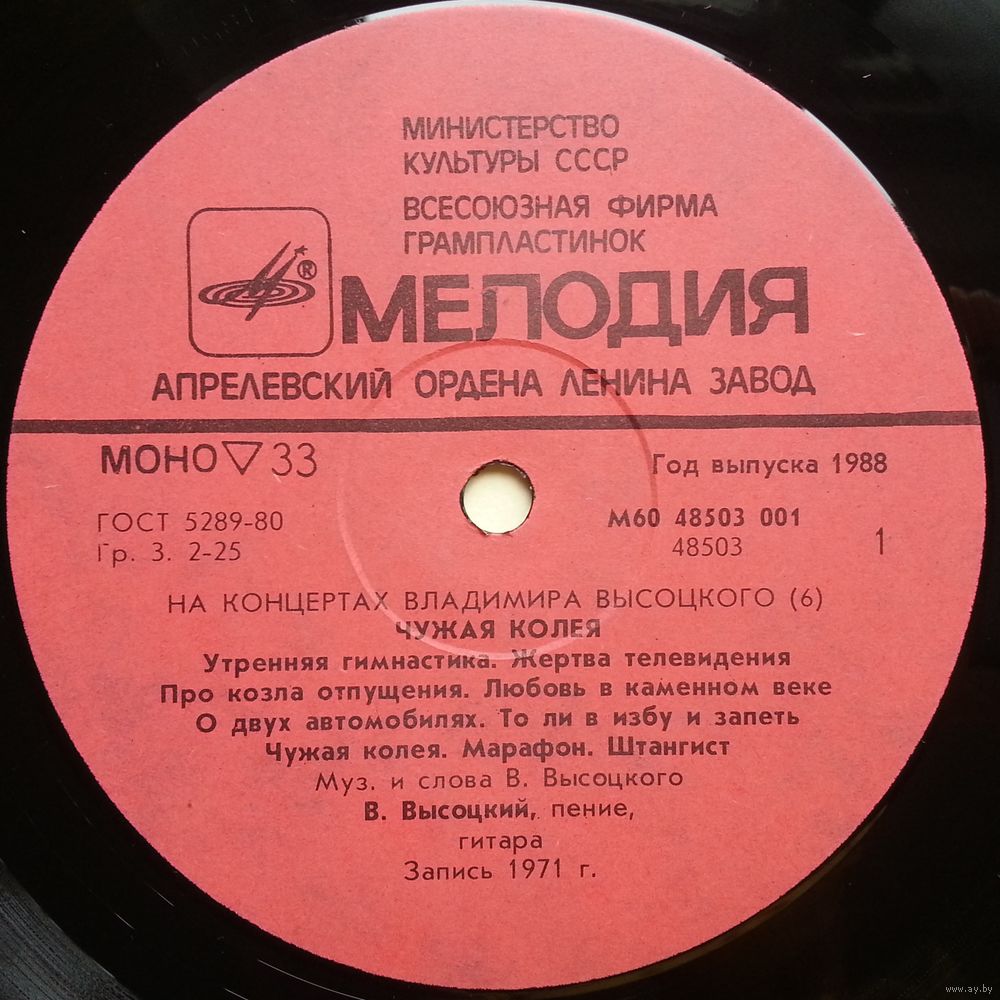 МИНИСТЕРСТВО
КУЛЬТУРЫ СССР
ВСЕСОЮЗНАЯ ФИРМА
ГРАМПЛАСТИНОК
®
МЕЛОДИЯ
АПРЕЛЕВСКИЙ ОРДЕНА ЛЕНИНА ЗАВОД
МОНО ▽ 33
Год выпуска 1988
ГОСТ 5289-80
М60 48503 001
Гр. 3. 2-25
48503
1
НА КОНЦЕРТАХ ВЛАДИМИРА ВЫСОЦКОГО (6)
ЧУЖАЯ КОЛЕЯ
Утренняя гимнастика. Жертва телевидения
Про козла отпущения. Любовь в каменном веке
О двух автомобилях. То ли в избу и запеть
Чужая колея. Марафон. Штангист
Муз. и слова В. Высоцкого
В. Высоцкий, пение,
гитара
Запись 1971 г.
www.ay.by